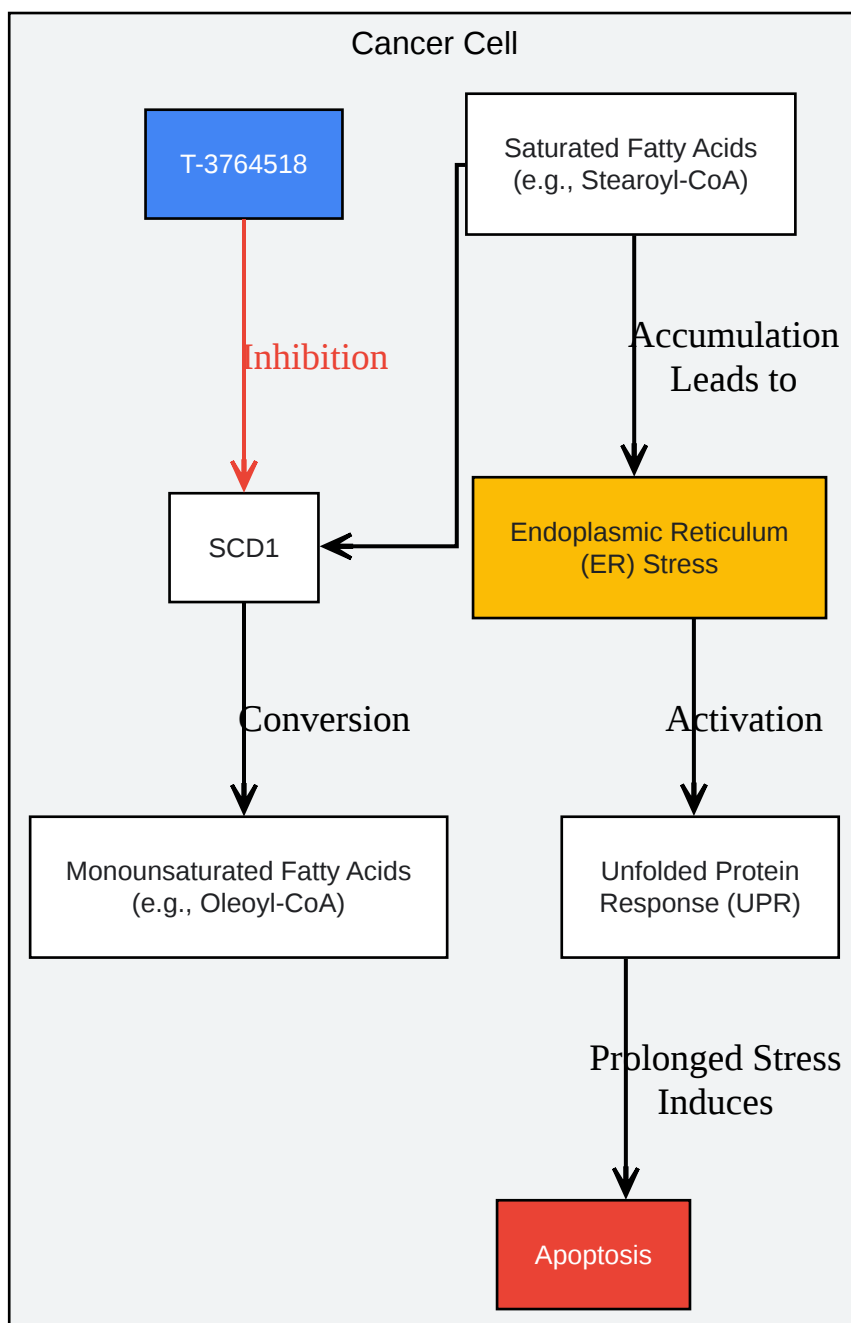 Cancer Cell
T-3764518
Saturated Fatty Acids
(e.g., Stearoyl-CoA)
Inhibition
Accumulation
Leads to
SCD1
Endoplasmic Reticulum
(ER) Stress
Conversion
Activation
Monounsaturated Fatty Acids
(e.g., Oleoyl-CoA)
Unfolded Protein
Response (UPR)
Prolonged Stress
Induces
Apoptosis